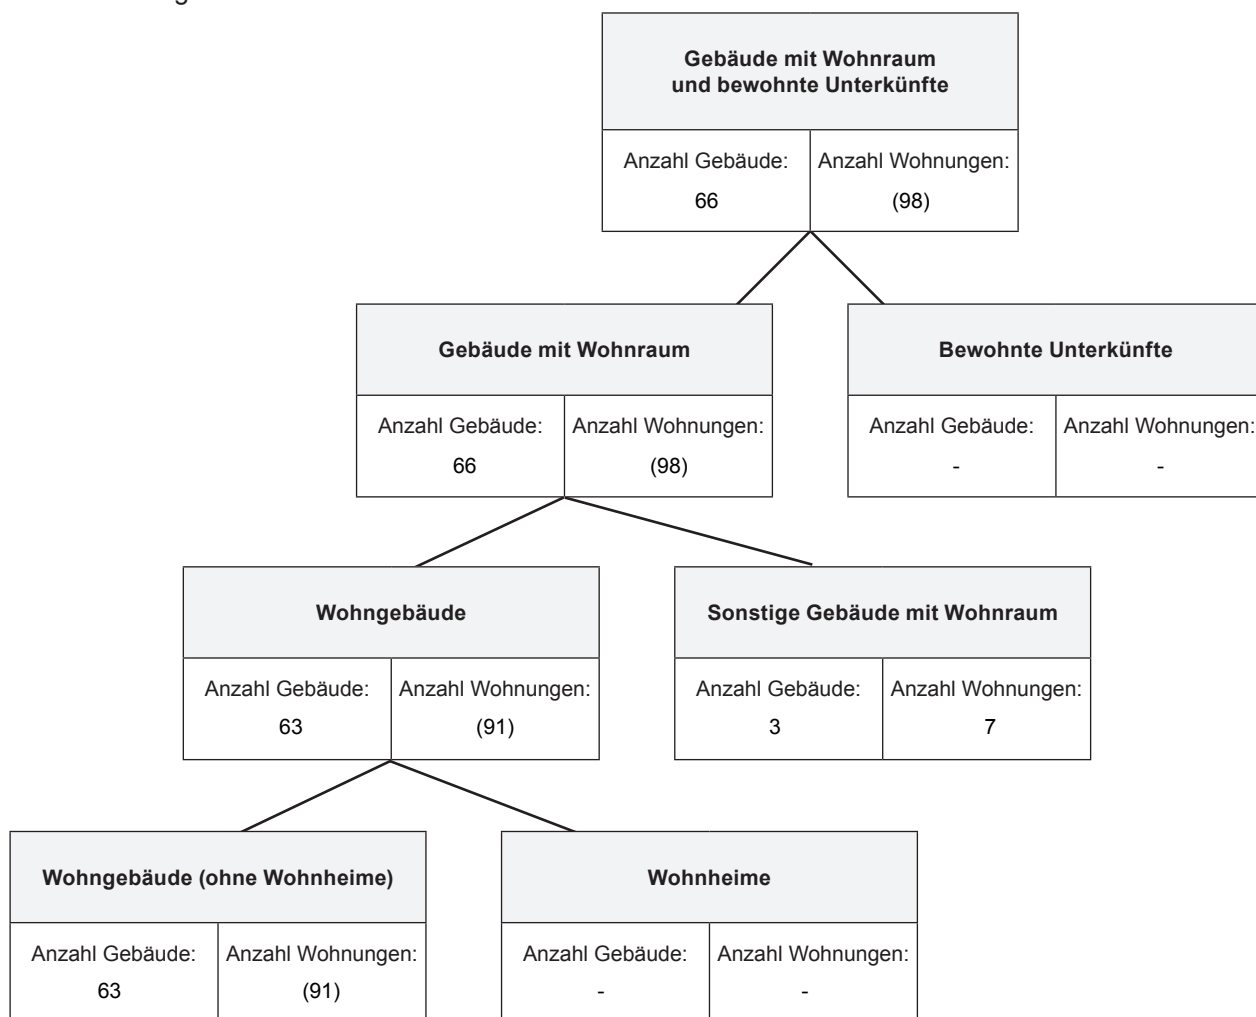 Gebäude mit Wohnraum
und bewohnte Unterkünfte
Anzahl Gebäude: Anzahl Wohnungen:
66 (98)
Gebäude mit Wohnraum
Anzahl Gebäude: Anzahl Wohnungen:
66 (98)
Bewohnte Unterkünfte
Anzahl Gebäude: Anzahl Wohnungen:
- -
Wohngebäude
Anzahl Gebäude: Anzahl Wohnungen:
63 (91)
Sonstige Gebäude mit Wohnraum
Anzahl Gebäude: Anzahl Wohnungen:
3 7
Wohngebäude (ohne Wohnheime)
Anzahl Gebäude: Anzahl Wohnungen:
63 (91)
Wohnheime
Anzahl Gebäude: Anzahl Wohnungen:
- -